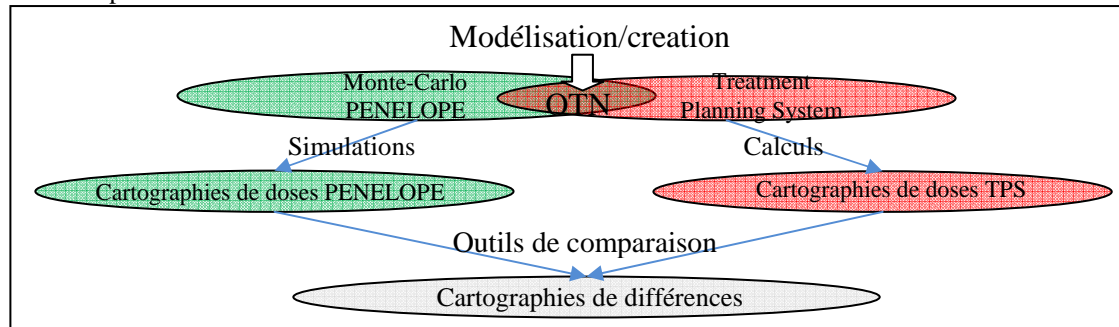 Modélisation/creation
Monte-Carlo
PENELOPE
OTN
Treatment
Planning System
Simulations
Calculs
Cartographies de doses PENELOPE
Cartographies de doses TPS
Outils de comparaison
Cartographies de différences